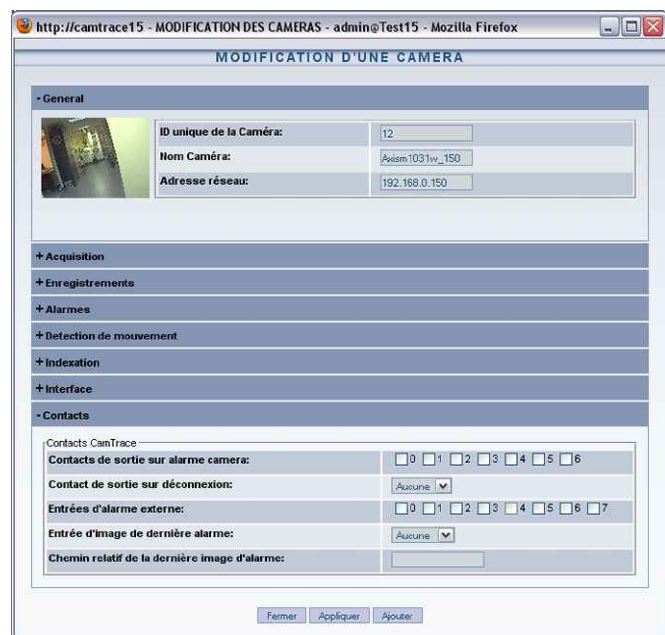 http://camtrace15 - MODIFICATION DES CAMERAS - admin@Test15 - Mozilla Firefox
MODIFICATION D'UNE CAMERA
- General
ID unique de la Caméra: 12
Nom Caméra: Axism1031w_150
Adresse réseau: 192.168.0.150
+ Acquisition
+ Enregistrements
+ Alarmes
+ Detection de mouvement
+ Indexation
+ Interface
- Contacts
Contacts CamTrace
Contacts de sortie sur alarme camera: 0 1 2 3 4 5 6
Contact de sortie sur déconnexion: Aucune
Entrées d'alarme externe: 0 1 2 3 4 5 6 7
Entrée d'image de dernière alarme: Aucune
Chemin relatif de la dernière image d'alarme:
Fermer Appliquer Ajouter